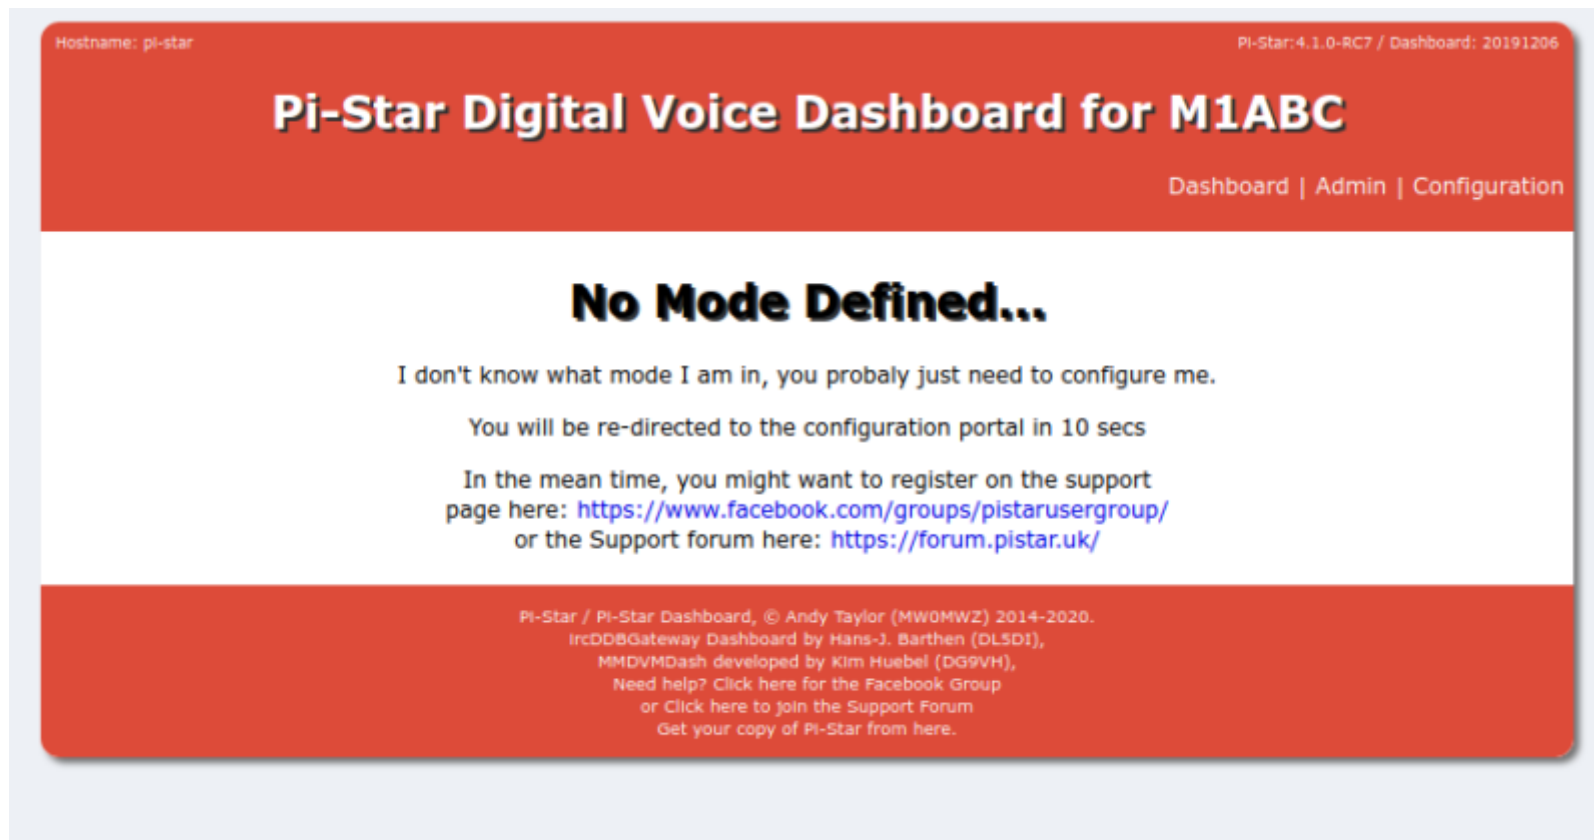 Hostname: pi-star
Pi-Star:4.1.0-RC7 / Dashboard: 20191206
Pi-Star Digital Voice Dashboard for M1ABC
Dashboard | Admin | Configuration
No Mode Defined...
I don't know what mode I am in, you probaly just need to configure me.
You will be re-directed to the configuration portal in 10 secs
In the mean time, you might want to register on the support
page here: https://www.facebook.com/groups/pistarusergroup/
or the Support forum here: https://forum.pistar.uk/
Pi-Star / Pi-Star Dashboard, © Andy Taylor (MW0MWZ) 2014-2020.
ircDDBGateway Dashboard by Hans-J. Barthen (DL5DI),
MMDVMDash developed by Kim Huebel (DG9VH),
Need help? Click here for the Facebook Group
or Click here to join the Support Forum
Get your copy of Pi-Star from here.